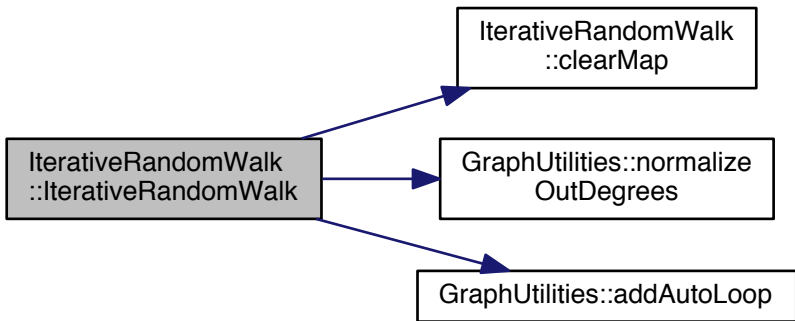 IterativeRandomWalk
::clearMap
IterativeRandomWalk
::IterativeRandomWalk
GraphUtilities::normalize
OutDegrees
GraphUtilities::addAutoLoop